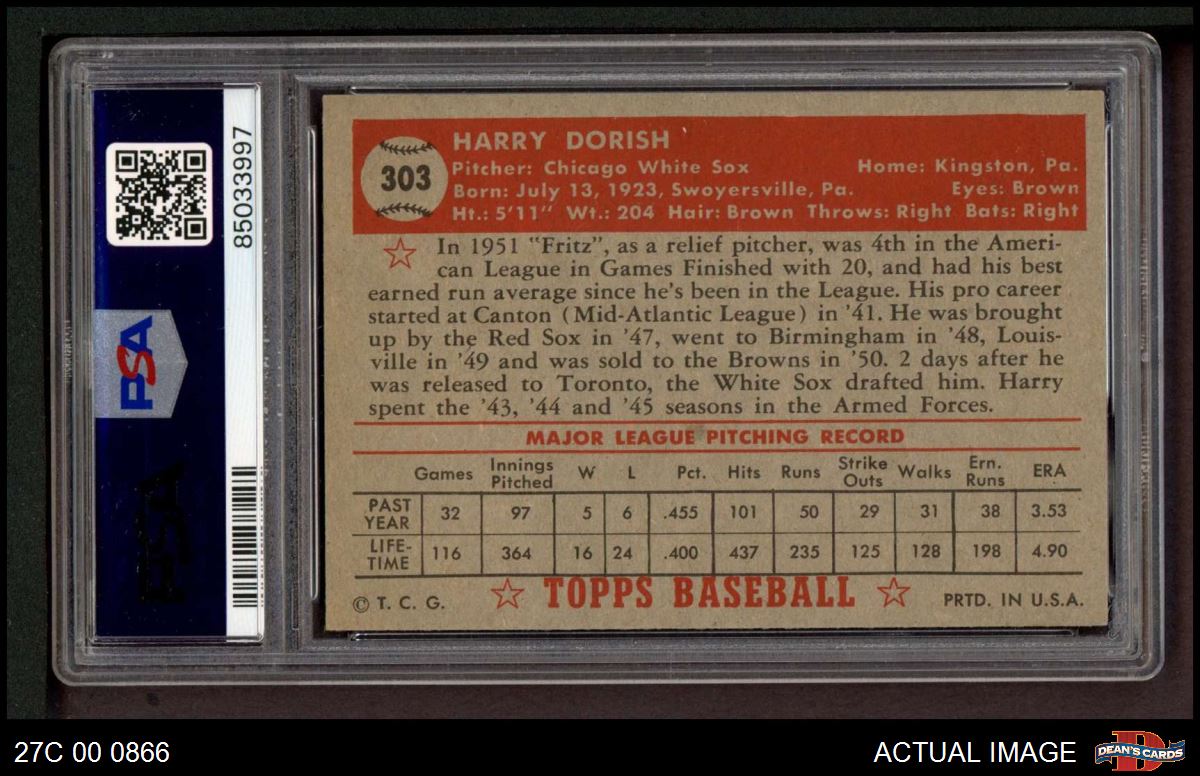 PSA
85033997
PSA
303
HARRY DORISH
Pitcher: Chicago White Sox Home: Kingston, Pa.
Born: July 13, 1923, Swoyersville, Pa. Eyes: Brown
Ht.: 5'11" Wt.: 204 Hair: Brown Throws: Right Bats: Right
In 1951 "Fritz", as a relief pitcher, was 4th in the Ameri-
can League in Games Finished with 20, and had his best
earned run average since he's been in the League. His pro career
started at Canton (Mid-Atlantic League) in '41. He was brought
up by the Red Sox in '47, went to Birmingham in '48, Louis-
ville in '49 and was sold to the Browns in '50. 2 days after he
was released to Toronto, the White Sox drafted him. Harry
spent the '43, '44 and '45 seasons in the Armed Forces.
MAJOR LEAGUE PITCHING RECORD
Games Innings Pitched W L Pct. Hits Runs Strike Outs Walks Ern. Runs ERA
PAST YEAR 32 97 5 6 .455 101 50 29 31 38 3.53
LIFE-TIME 116 364 16 24 .400 437 235 125 128 198 4.90
© T. C. G. TOPPS BASEBALL PRTD. IN U.S.A.
27C 00 0866 ACTUAL IMAGE DEAN'S CARDS